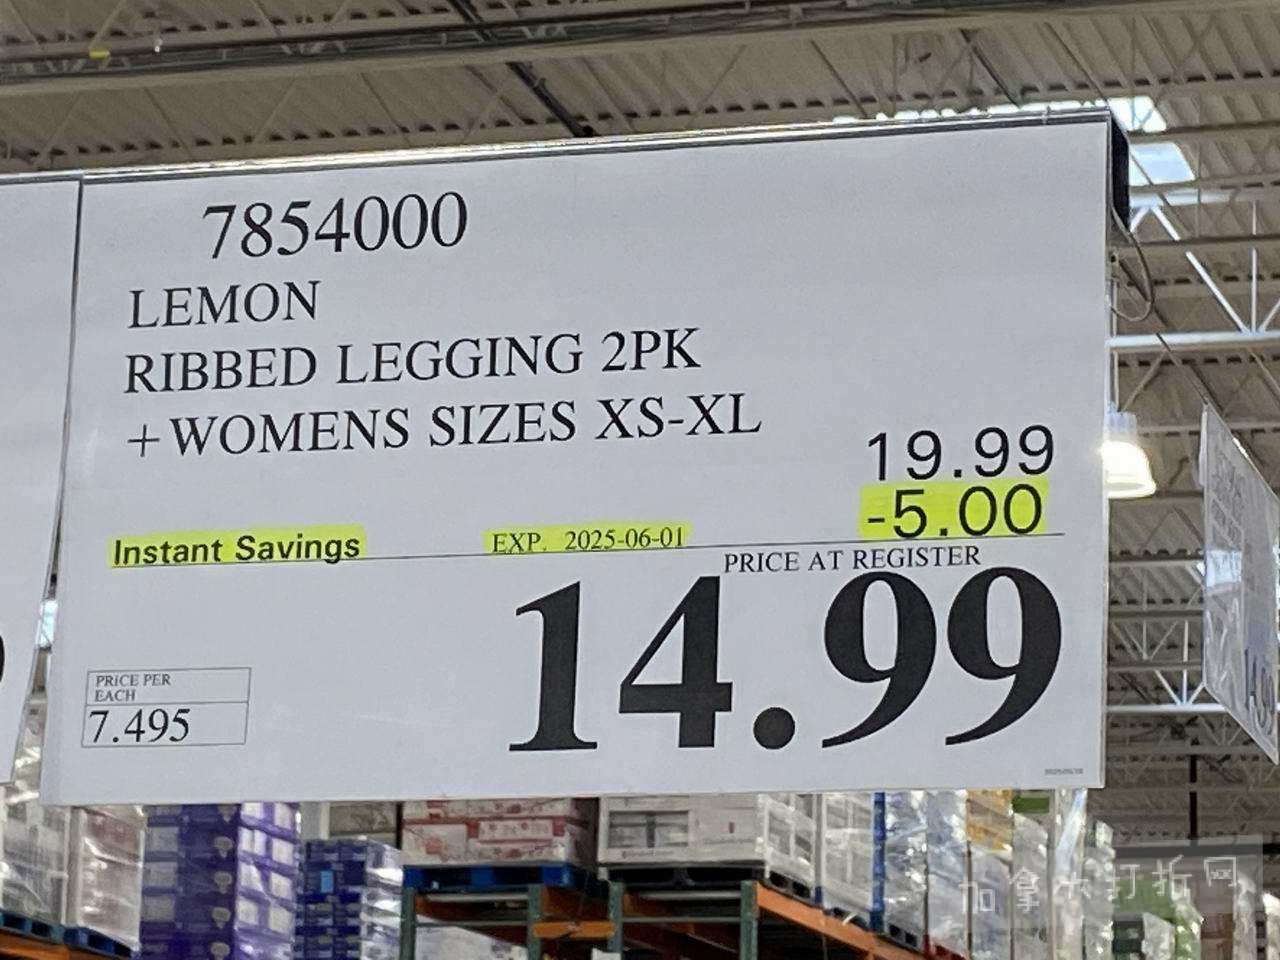 7854000
LEMON
RIBBED LEGGING 2PK
+WOMENS SIZES XS-XL
19.99
-5.00
Instant Savings
EXP. 2025-06-01
PRICE AT REGISTER
14.99
PRICE PER
EACH
7.495
加拿大打折网